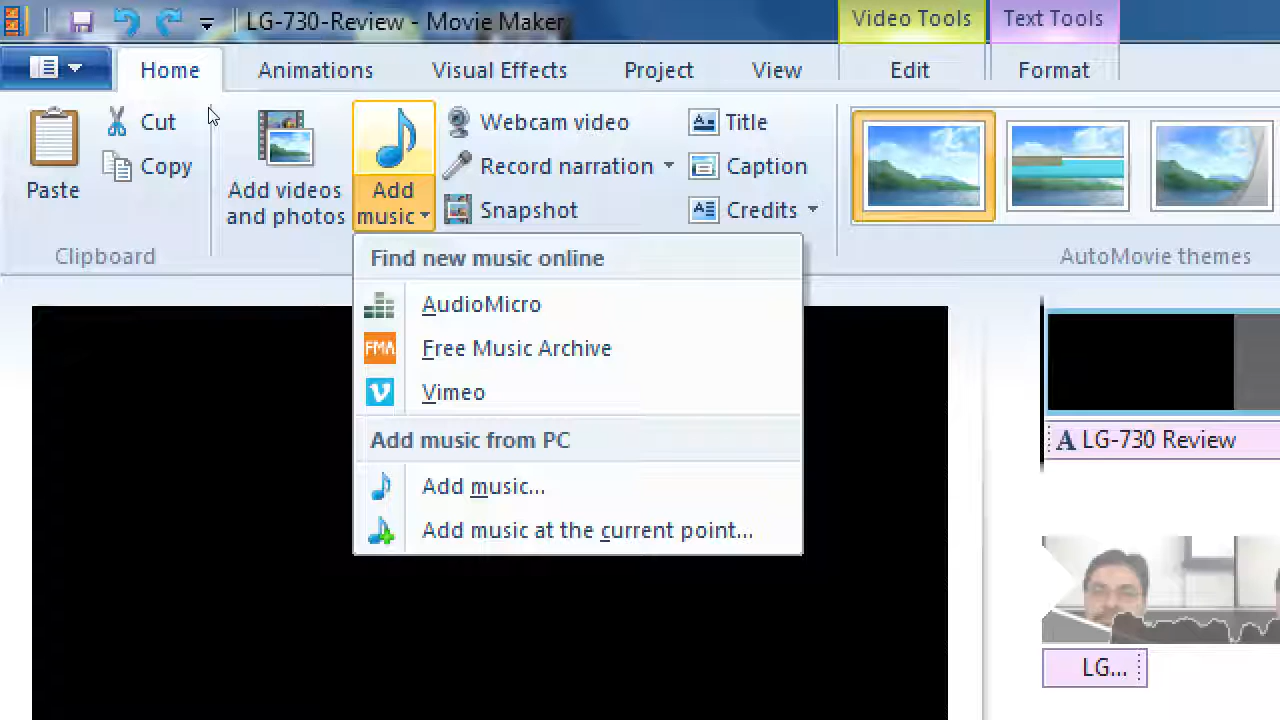 LG-730-Review - Movie Maker
Video Tools
Text Tools
Home
Animations
Visual Effects
Project
View
Edit
Format
Paste
Cut
Copy
Clipboard
Add videos
and photos
Add
music
Webcam video
Record narration
Snapshot
Title
Caption
Credits
AutoMovie themes
Find new music online
AudioMicro
FMA Free Music Archive
Vimeo
Add music from PC
Add music...
Add music at the current point...
A LG-730 Review
LG...